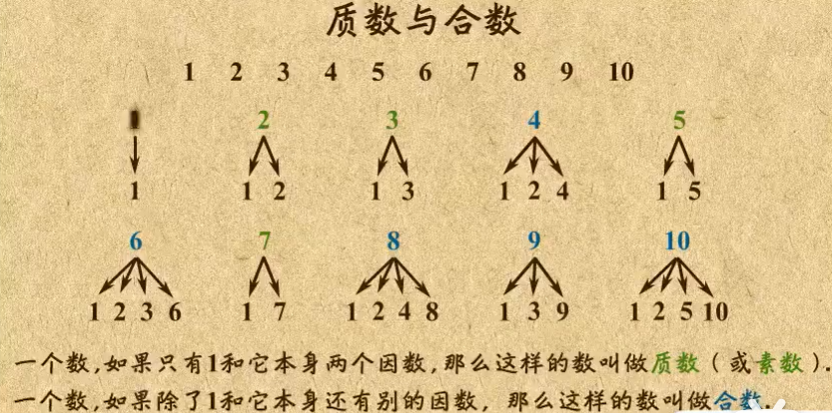 质数与合数
1 2 3 4 5 6 7 8 9 10
2 3 4 5
1 1 2 1 3 1 2 4 1 5
6 7 8 9 10
1 2 3 6 1 7 1 2 4 8 1 3 9 1 2 5 10
一个数,如果只有1和它本身两个因数,那么这样的数叫做质数(或素数).
一个数,如果除了1和它本身还有别的因数,那么这样的数叫做合数.